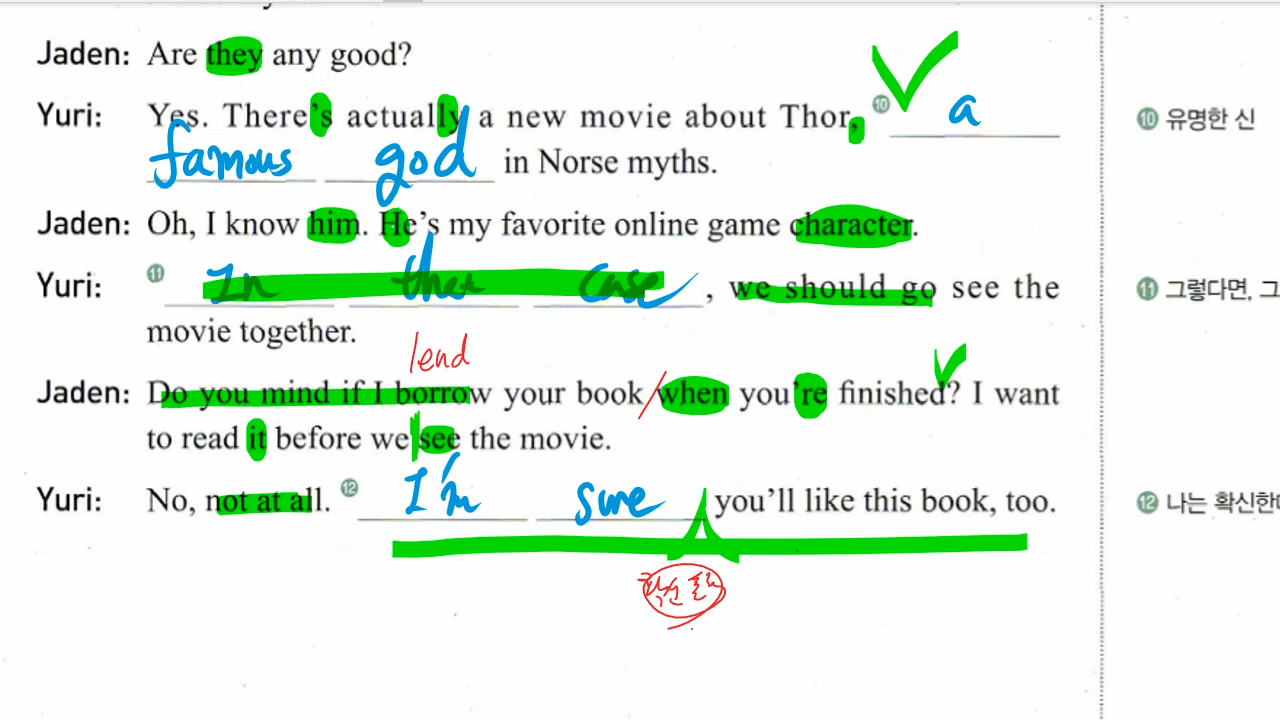 Jaden: Are they any good?
Yuri: Yes. There's actually a new movie about Thor, ⑩ a ⑩ 유명한 신
famous god in Norse myths.
Jaden: Oh, I know him. He's my favorite online game character.
Yuri: ⑪ In that case, we should go see the ⑪ 그렇다면, 그
movie together.
lend
Jaden: Do you mind if I borrow your book / when you're finished? I want
to read it before we see the movie.
Yuri: No, not at all. ⑫ I'm sure you'll like this book, too. ⑫ 나는 확신한
확신 표현